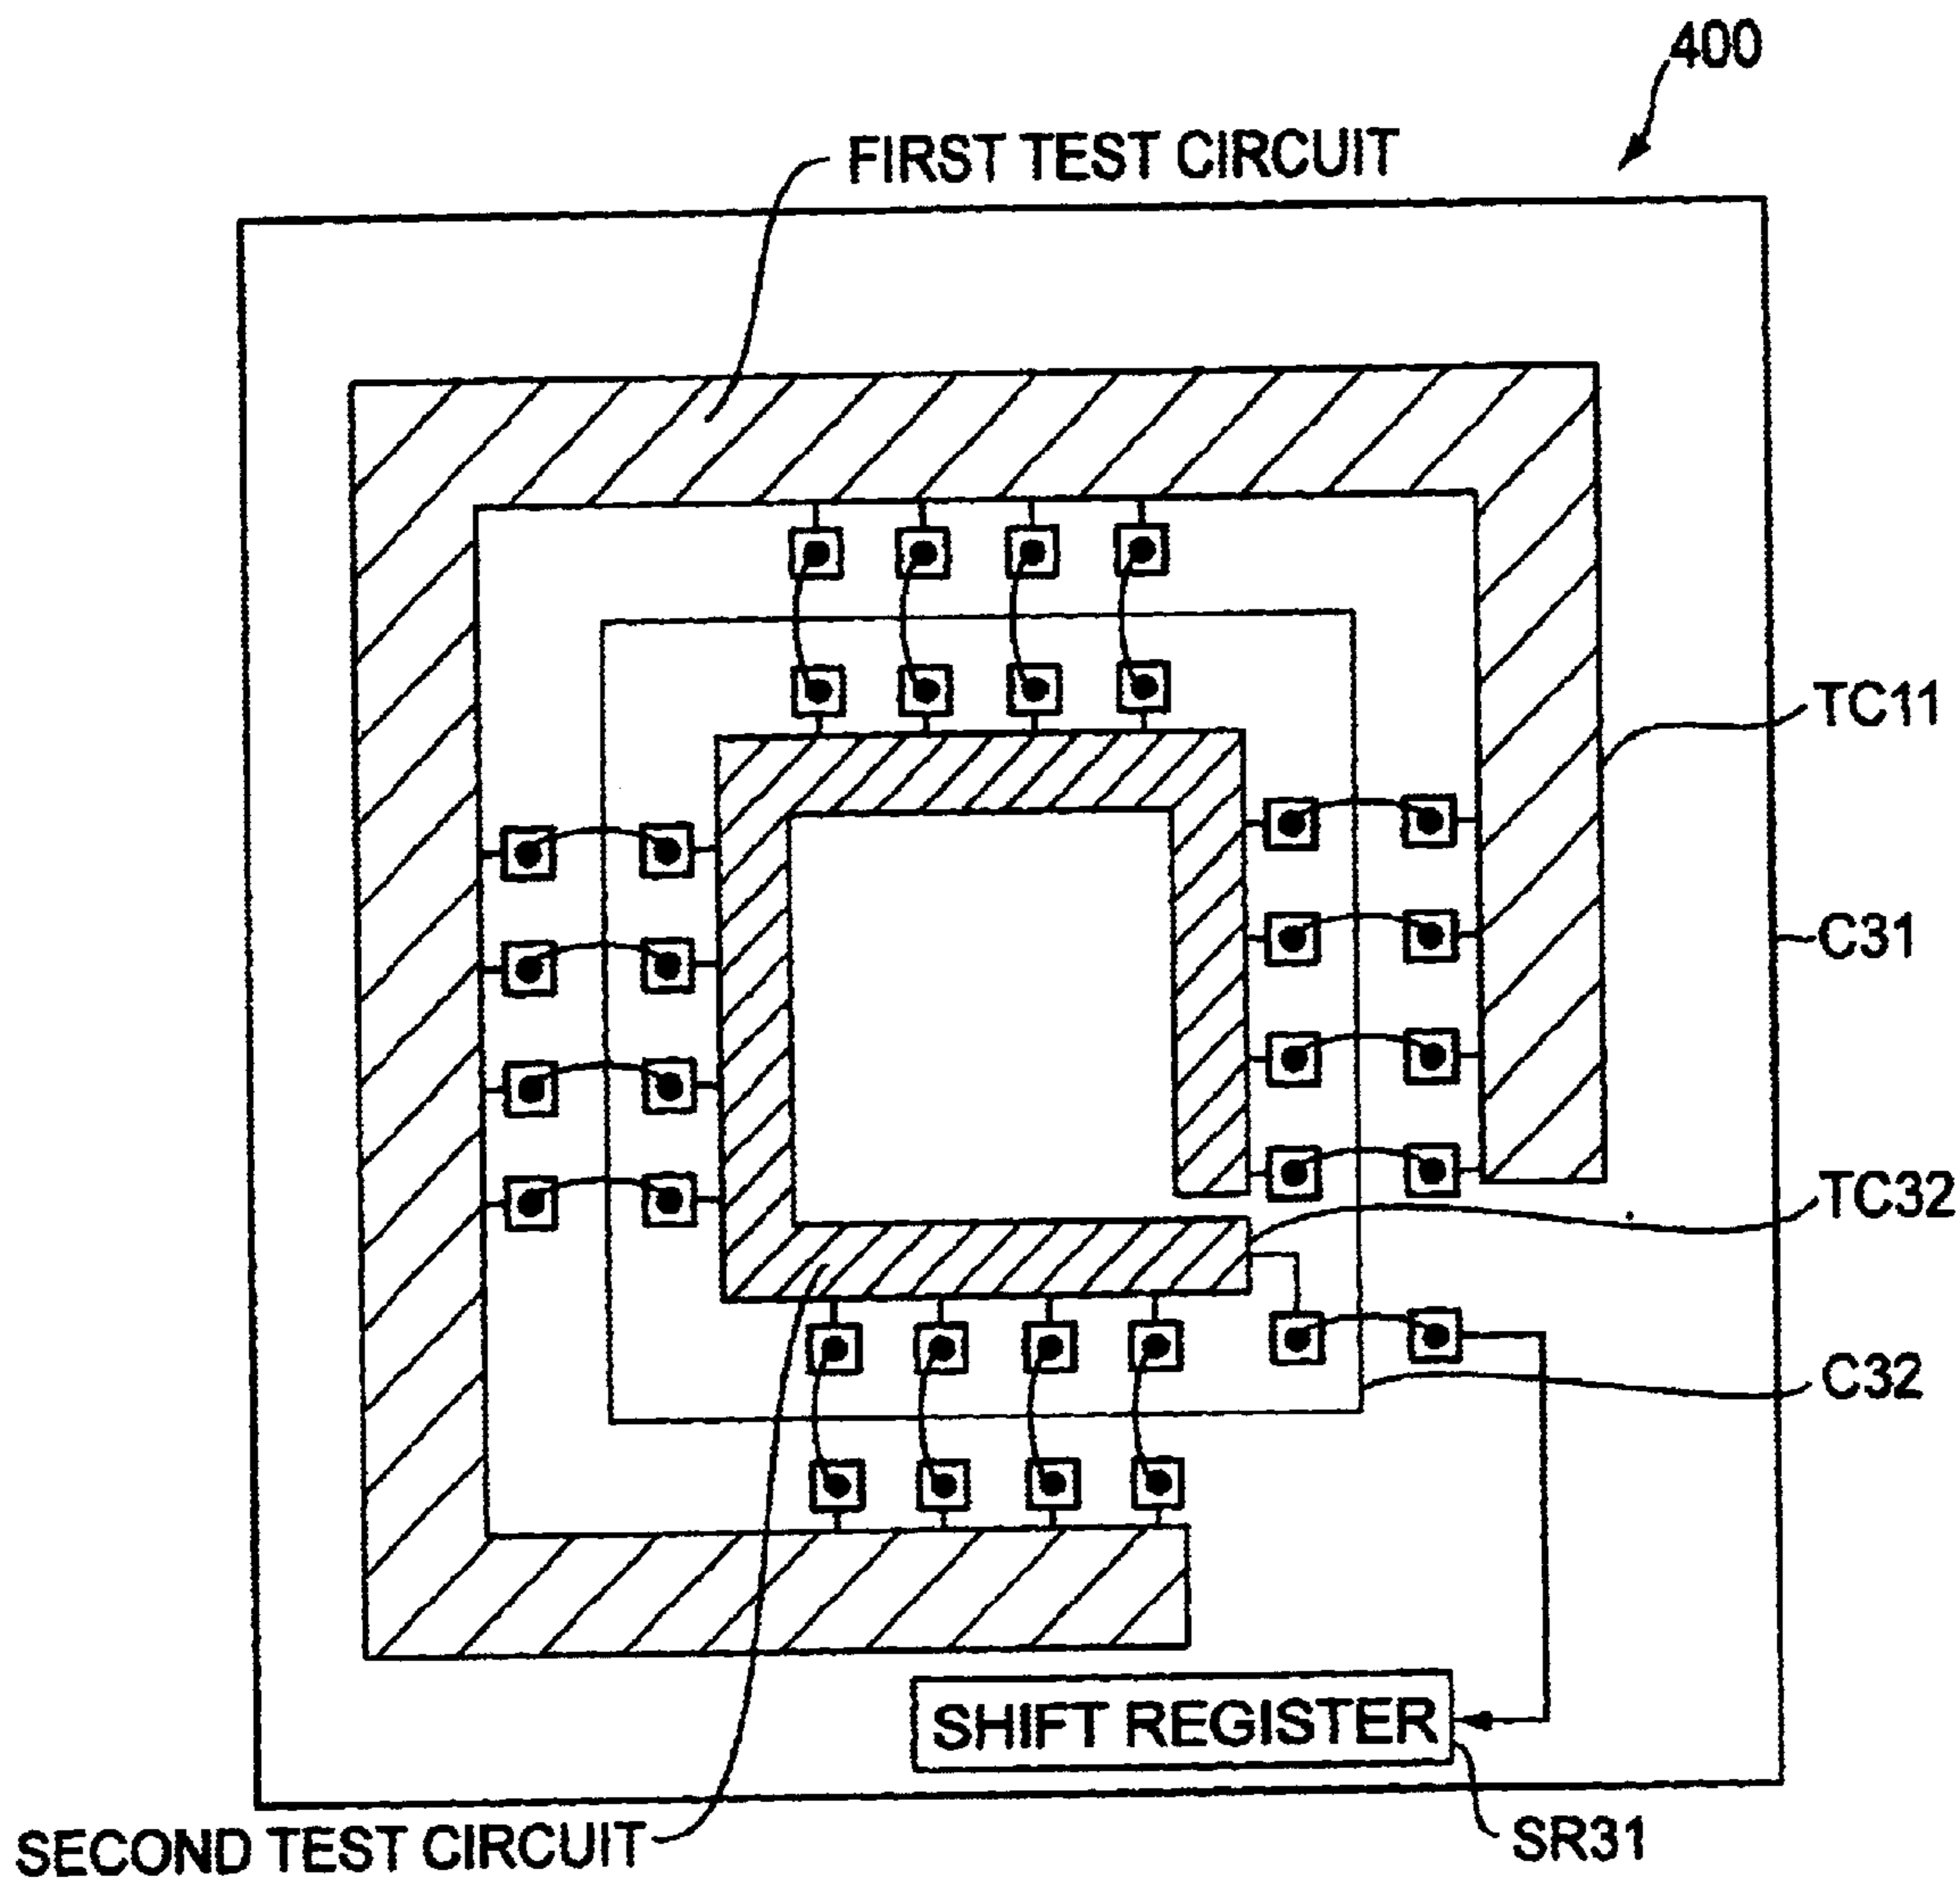 400
FIRST TEST CIRCUIT
TC11
C31
TC32
C32
SHIFT REGISTER
SECOND TEST CIRCUIT
SR31